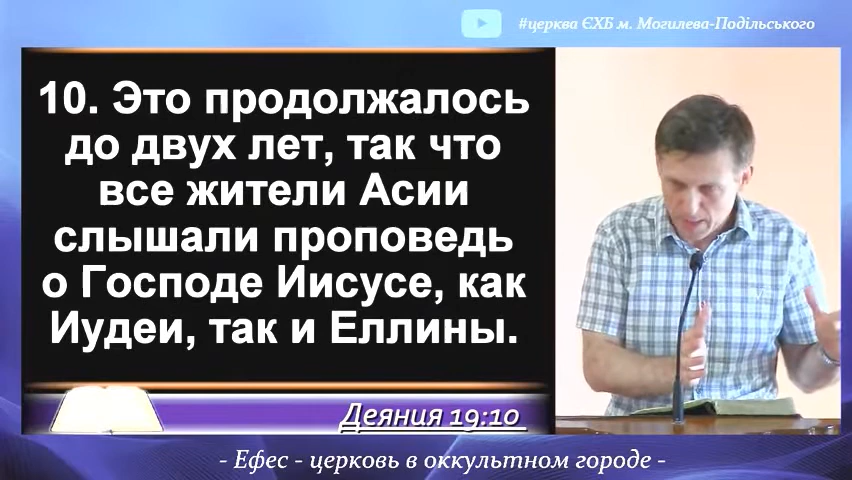 #церква ЄХБ м. Могилева-Подільського
10. Это продолжалось
до двух лет, так что
все жители Асии
слышали проповедь
о Господе Иисусе, как
Иудеи, так и Еллины.
Деяния 19:10
- Ефес - церковь в оккультном городе -